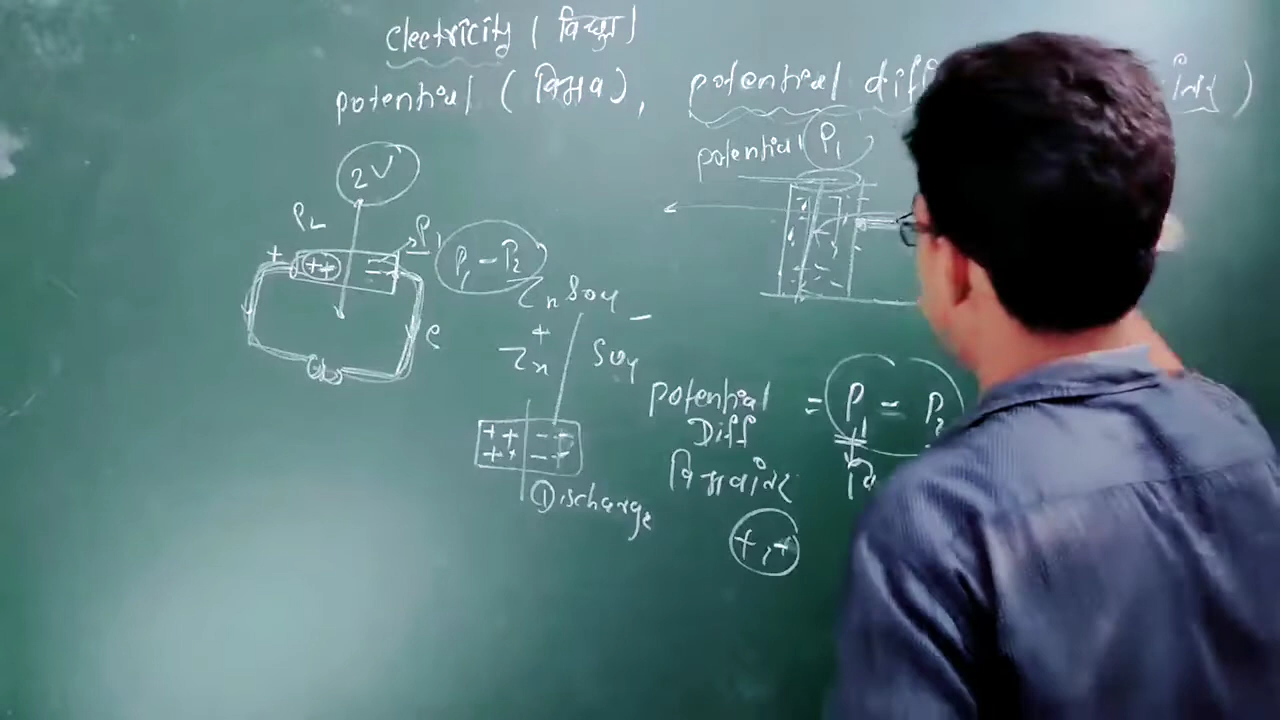 Electricity (विद्युत)
potential (विभव), potential diff
potential P1
2V
P2 P1
+
P1 - P2
ZnSO4
Zn+ SO4-
e
potential = P1 - P2
Diff
विभवांतर
++ --
++ --
Discharge
+,+